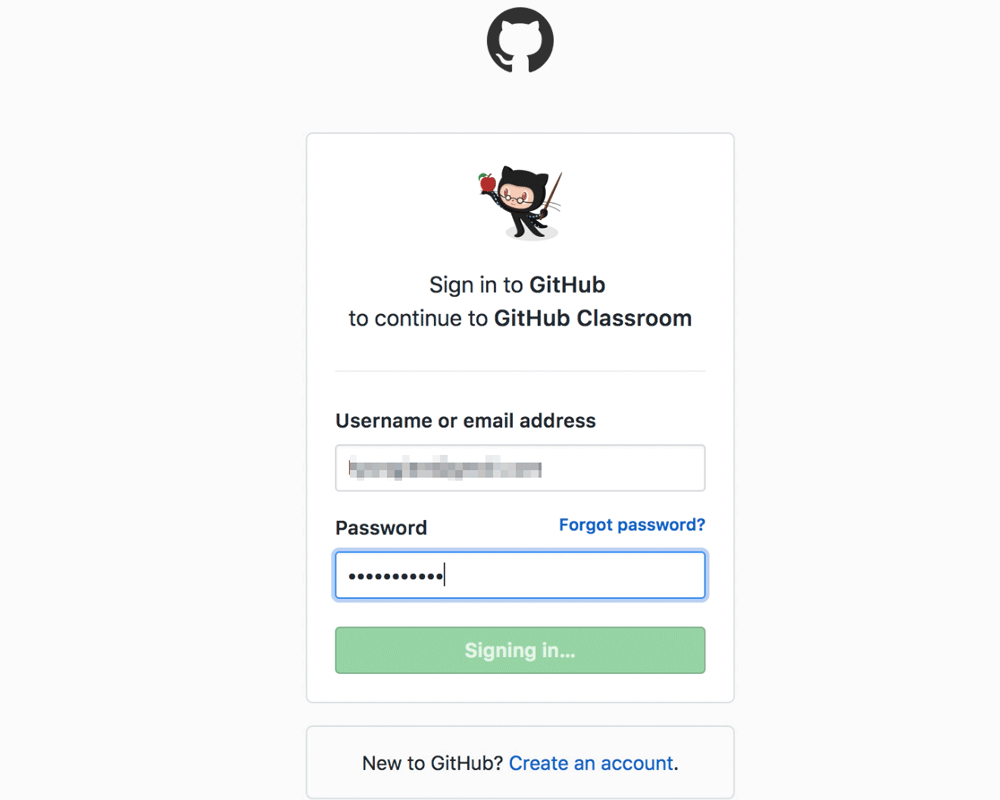 Sign in to GitHub
to continue to GitHub Classroom
Username or email address
Password
Forgot password?
•••••••••••
Signing in...
New to GitHub? Create an account.